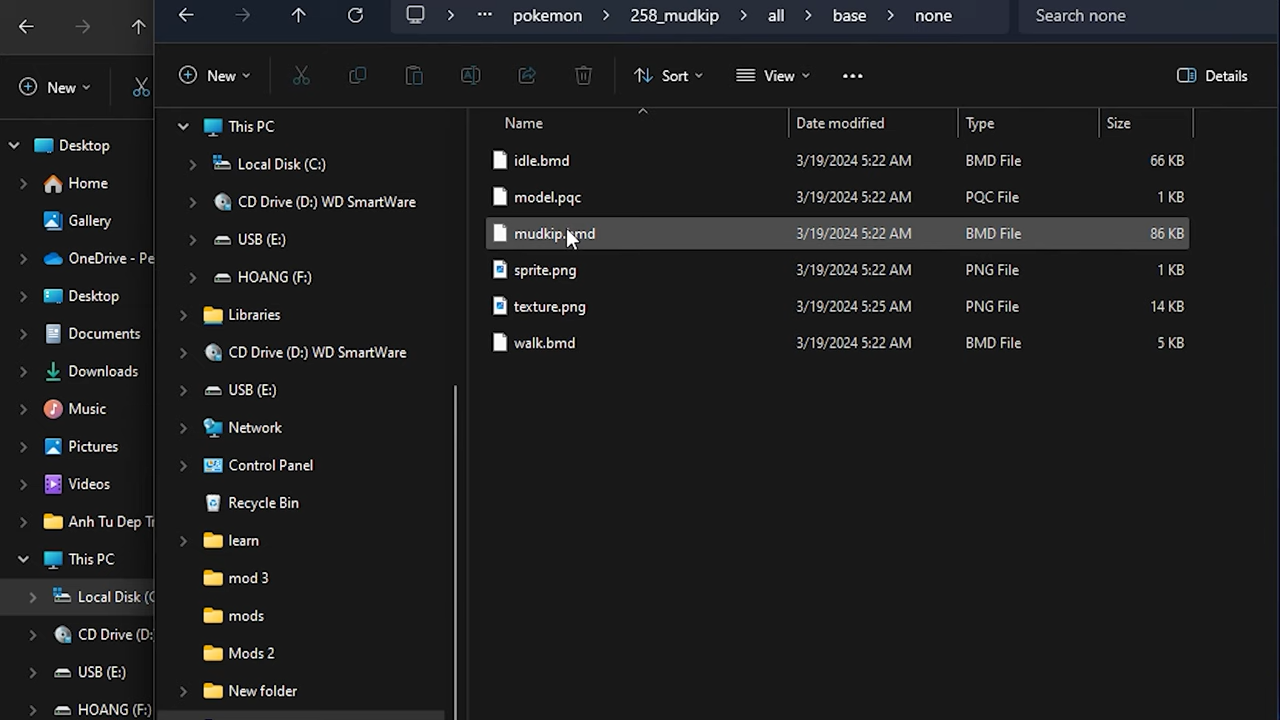 New
Desktop
Home
Gallery
OneDrive - Pe
Desktop
Documents
Downloads
Music
Pictures
Videos
Anh Tu Dep Tr
This PC
Local Disk (C
CD Drive (D:
USB (E:)
HOANG (F:)
... pokemon > 258_mudkip > all > base > none
Search none
New
Sort
View
...
Details
This PC
Local Disk (C:)
CD Drive (D:) WD SmartWare
USB (E:)
HOANG (F:)
Libraries
CD Drive (D:) WD SmartWare
USB (E:)
Network
Control Panel
Recycle Bin
learn
mod 3
mods
Mods 2
New folder
Name Date modified Type Size
idle.bmd 3/19/2024 5:22 AM BMD File 66 KB
model.pqc 3/19/2024 5:22 AM PQC File 1 KB
mudkip.bmd 3/19/2024 5:22 AM BMD File 86 KB
sprite.png 3/19/2024 5:22 AM PNG File 1 KB
texture.png 3/19/2024 5:25 AM PNG File 14 KB
walk.bmd 3/19/2024 5:22 AM BMD File 5 KB